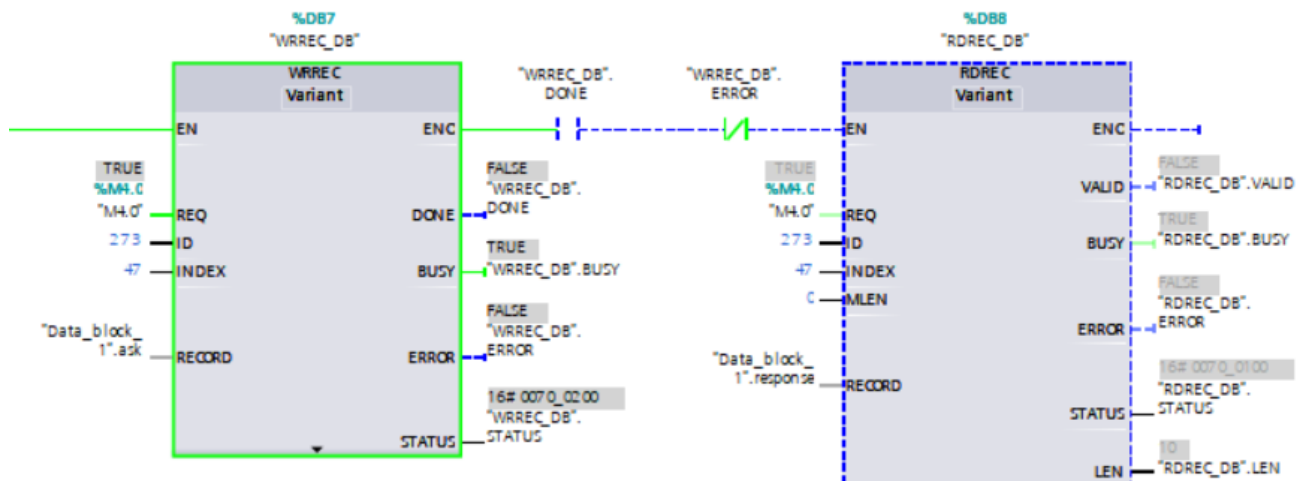 %DB7
"WRREC_DB"
WRREC
Variant
EN
ENC
TRUE
%M4.0
"M4.0"
REQ
273
ID
47
INDEX
"Data_block_
1".ask
RECORD
DONE
FALSE
"WRREC_DB".
DONE
BUSY
TRUE
"WRREC_DB".BUSY
ERROR
FALSE
"WRREC_DB".
ERROR
STATUS
16# 0070_0200
"WRREC_DB".
STATUS
"WRREC_DB".
DONE
"WRREC_DB".
ERROR
%DB8
"RDREC_DB"
RDREC
Variant
EN
ENC
TRUE
%M4.0
"M4.0"
REQ
273
ID
47
INDEX
0
MLEN
"Data_block_
1".response
RECORD
VALID
FALSE
"RDREC_DB".VALID
BUSY
TRUE
"RDREC_DB".BUSY
ERROR
FALSE
"RDREC_DB".
ERROR
STATUS
16# 0070_0100
"RDREC_DB".
STATUS
LEN
10
"RDREC_DB".LEN